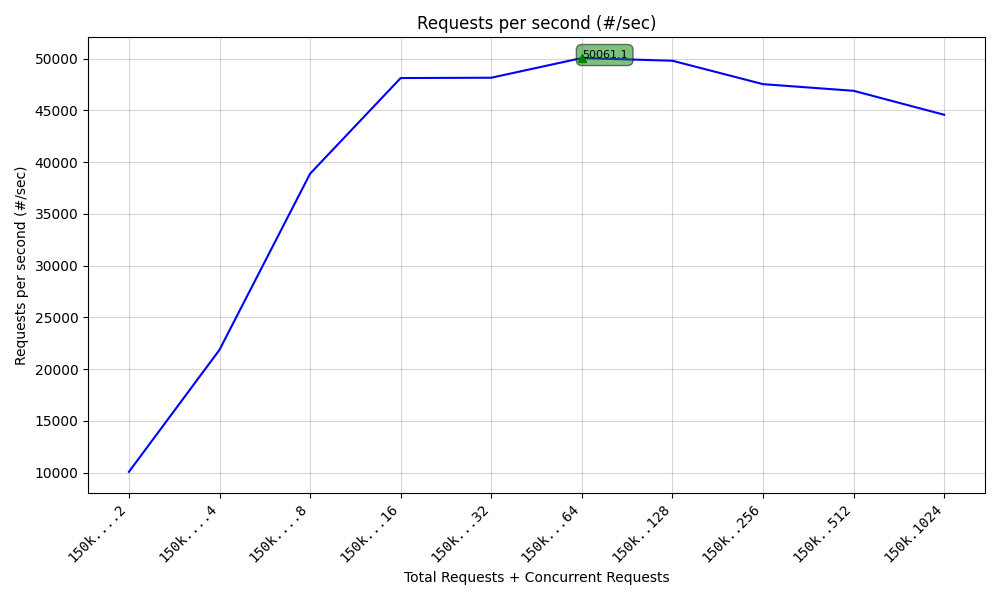 Requests per second (#/sec)
50061.1
50000
45000
40000
35000
30000
25000
20000
15000
10000
Requests per second (#/sec)
150k....2
150k....4
150k....8
150k...16
150k...32
150k...64
150k..128
150k..256
150k..512
150k.1024
Total Requests + Concurrent Requests